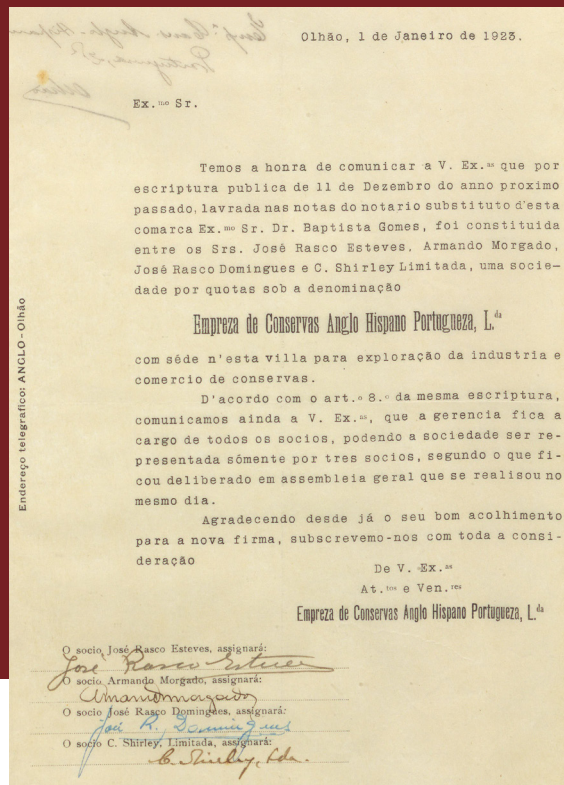 Olhão, 1 de Janeiro de 1923.
Ex.mo Sr.
Temos a honra de comunicar a V. Ex.as que por
escriptura publica de 11 de Dezembro do anno proximo
passado, lavrada nas notas do notario substituto d'esta
comarca Ex.mo Sr. Dr. Baptista Gomes, foi constituida
entre os Srs. José Rasco Esteves, Armando Morgado,
José Rasco Domingues e C. Shirley Limitada, uma socie-
dade por quotas sob a denominação
Empreza de Conservas Anglo Hispano Portugueza, L.da
com séde n'esta villa para exploração da industria e
comercio de conservas.
D'acordo com o art.o 8.o da mesma escriptura,
comunicamos ainda a V. Ex.as, que a gerencia fica a
cargo de todos os socios, podendo a sociedade ser re-
presentada sómente por tres socios, segundo o que fi-
cou deliberado em assembleia geral que se realisou no
mesmo dia.
Agradecendo desde já o seu bom acolhimento
para a nova firma, subscrevemo-nos com toda a consi-
deração
De V. Ex.as
At.tos e Ven.res
Empreza de Conservas Anglo Hispano Portugueza, L.da
O socio José Rasco Esteves, assignará:
José Rasco Esteves
O socio Armando Morgado, assignará:
Armando Morgado
O socio José Rasco Domingues, assignará:
José R. Domingues
O socio C. Shirley, Limitada, assignará:
C. Shirley, Lda.
Endereço telegrafico: ANGLO-Olhão